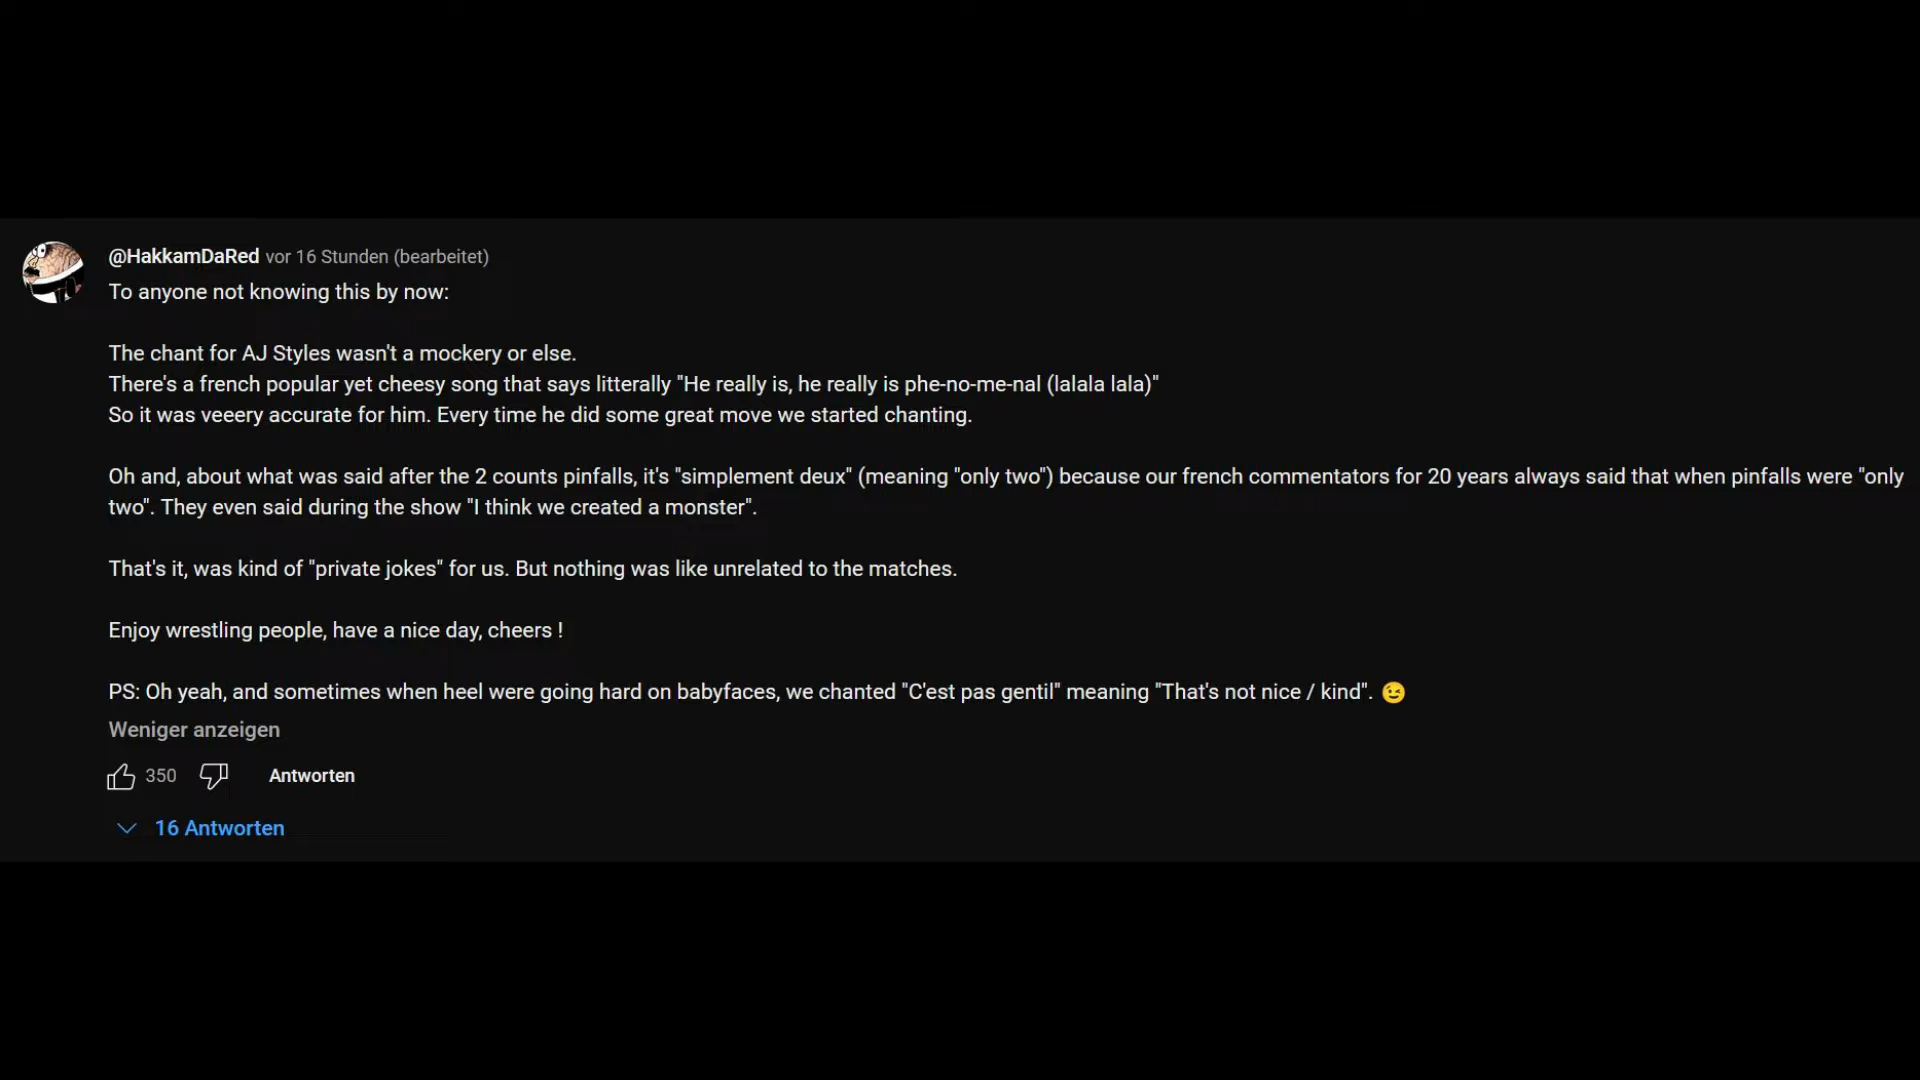 @HakkamDaRed vor 16 Stunden (bearbeitet)
To anyone not knowing this by now:
The chant for AJ Styles wasn't a mockery or else.
There's a french popular yet cheesy song that says litterally "He really is, he really is phe-no-me-nal (lalala lala)"
So it was veeery accurate for him. Every time he did some great move we started chanting.
Oh and, about what was said after the 2 counts pinfalls, it's "simplement deux" (meaning "only two") because our french commentators for 20 years always said that when pinfalls were "only
two". They even said during the show "I think we created a monster".
That's it, was kind of "private jokes" for us. But nothing was like unrelated to the matches.
Enjoy wrestling people, have a nice day, cheers !
PS: Oh yeah, and sometimes when heel were going hard on babyfaces, we chanted "C'est pas gentil" meaning "That's not nice / kind". 😉
Weniger anzeigen
350 Antworten
16 Antworten